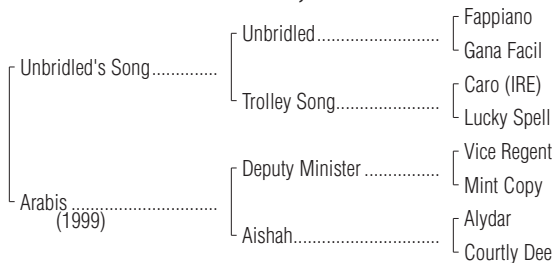 Fappiano
Unbridled
Gana Facil
Unbridled's Song
Caro (IRE)
Trolley Song
Lucky Spell
Vice Regent
Deputy Minister
Mint Copy
Arabis
(1999)
Alydar
Aishah
Courtly Dee